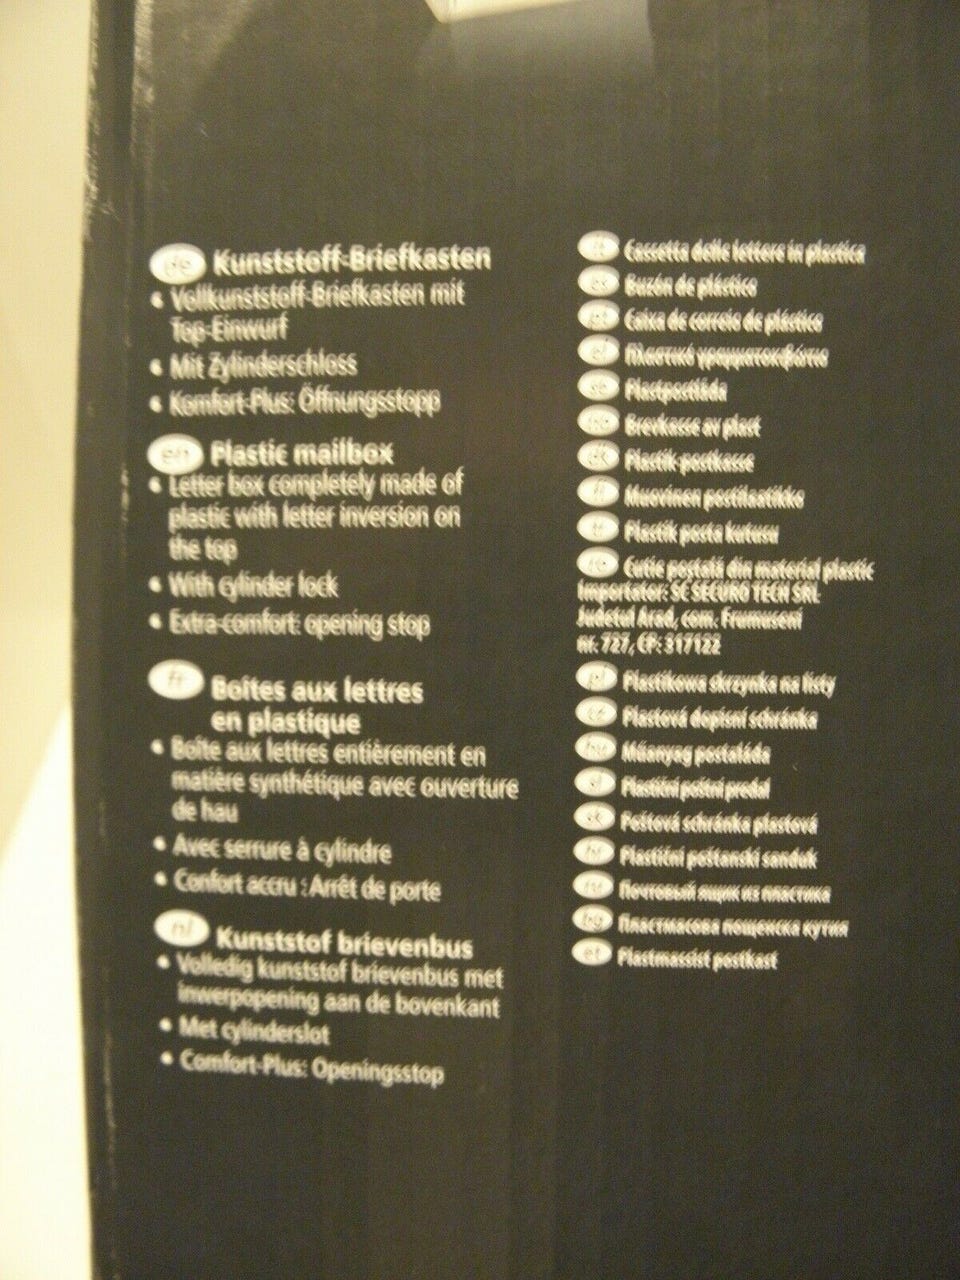 de Kunststoff-Briefkasten
• Vollkunststoff-Briefkasten mit
Top-Einwurf
• Mit Zylinderschloss
• Komfort-Plus: Öffnungsstopp
en Plastic mailbox
• Letter box completely made of
plastic with letter inversion on
the top
• With cylinder lock
• Extra-comfort: opening stop
fr Boîtes aux lettres
en plastique
• Boîte aux lettres entièrement en
matière synthétique avec ouverture
de hau
• Avec serrure à cylindre
• Confort accru : Arrêt de porte
nl Kunststof brievenbus
• Volledig kunststof brievenbus met
inwerpopening aan de bovenkant
• Met cylinderslot
• Comfort-Plus: Openingsstop
it Cassetta delle lettere in plastica
es Buzón de plástico
pt Caixa de correio de plástico
el Πλαστικό γραμματοκιβώτιο
se Plastpostlåda
no Brevkasse av plast
dk Plastik-postkasse
fi Muovinen postilaatikko
tr Plastik posta kutusu
ro Cutie poştală din material plastic
Importator: SC SECURO TECH SRL
Judetul Arad, com. Frumuseni
nr. 727, CP: 317122
pl Plastikowa skrzynka na listy
cz Plastová dopisní schránka
hu Műanyag postaláda
sl Plastični poštni predal
sk Poštová schránka plastová
hr Plastični poštanski sanduk
ru Почтовый ящик из пластика
bg Пластмасова пощенска кутия
et Plastmassist postkast